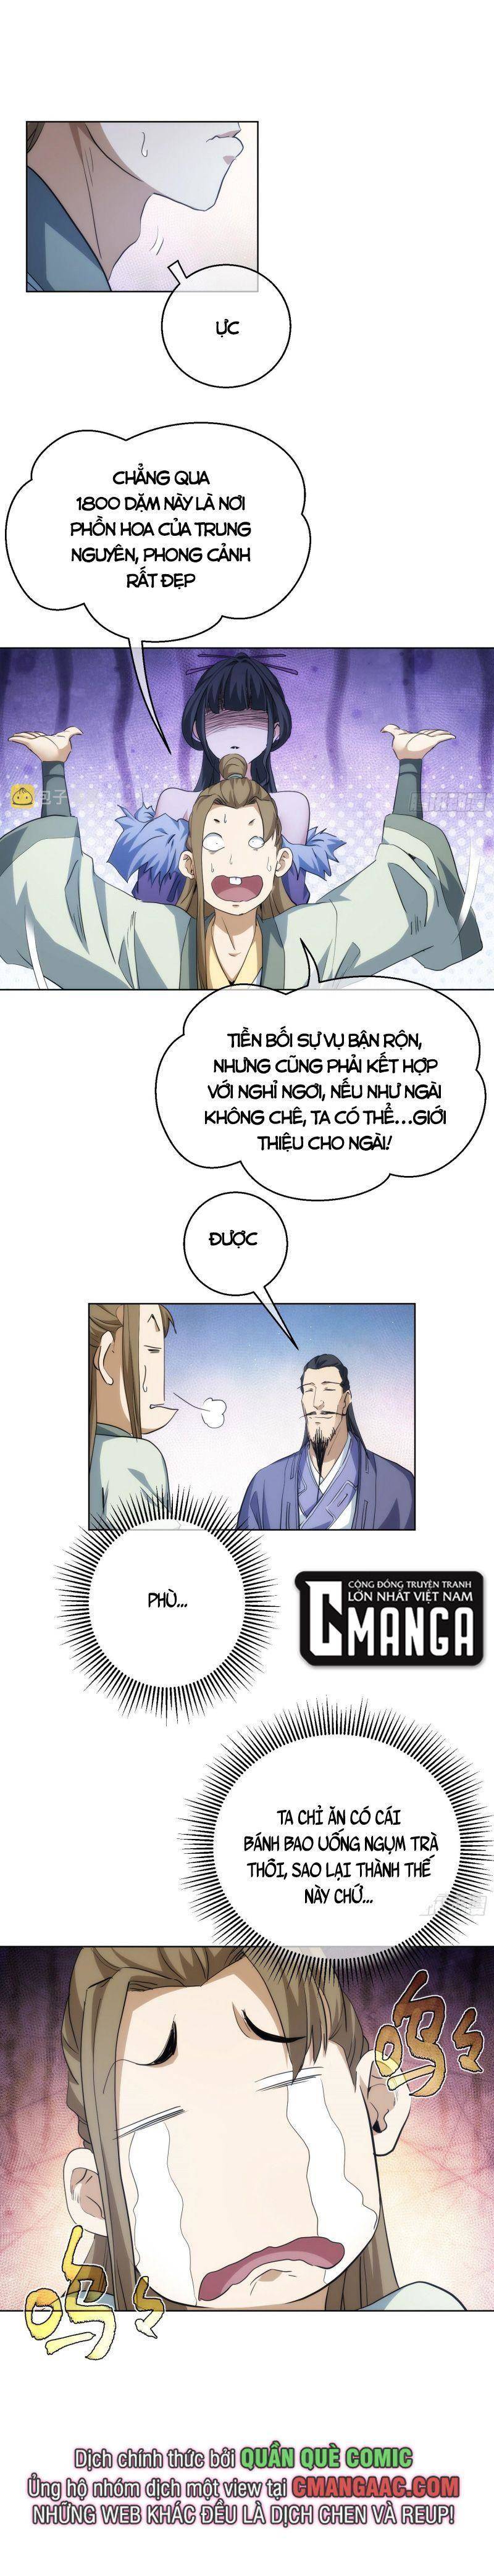 ỰC
CHẲNG QUA
1800 DẶM NÀY LÀ NƠI
PHỒN HOA CỦA TRUNG
NGUYÊN, PHONG CẢNH
RẤT ĐẸP
包子
TIỀN BỐI SỰ VỤ BẬN RỘN,
NHƯNG CŨNG PHẢI KẾT HỢP
VỚI NGHỈ NGƠI, NẾU NHƯ NGÀI
KHÔNG CHÊ, TA CÓ THỂ...GIỚI
THIỆU CHO NGÀI!
ĐƯỢC
PHÙ...
CỘNG ĐỒNG TRUYỆN TRANH
LỚN NHẤT VIỆT NAM
CMANGA
TA CHỈ ĂN CÓ CÁI
BÁNH BAO UỐNG NGỤM TRÀ
THÔI, SAO LẠI THÀNH THẾ
NÀY CHỨ...
呜
呜
Dịch chính thức bởi QUẦN QUÈ COMIC
Ủng hộ nhóm dịch một view tại CMANGAAC.COM
NHỮNG WEB KHÁC ĐỀU LÀ DỊCH CHEN VÀ REUP!